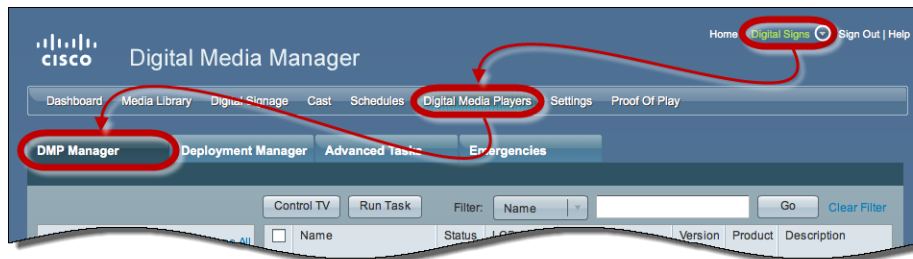 Home Digital Signs Sign Out | Help
CISCO Digital Media Manager
Dashboard Media Library Digital Signage Cast Schedules Digital Media Players Settings Proof Of Play
DMP Manager Deployment Manager Advanced Tasks Emergencies
Control TV Run Task Filter: Name Go Clear Filter
All Name Status Version Product Description